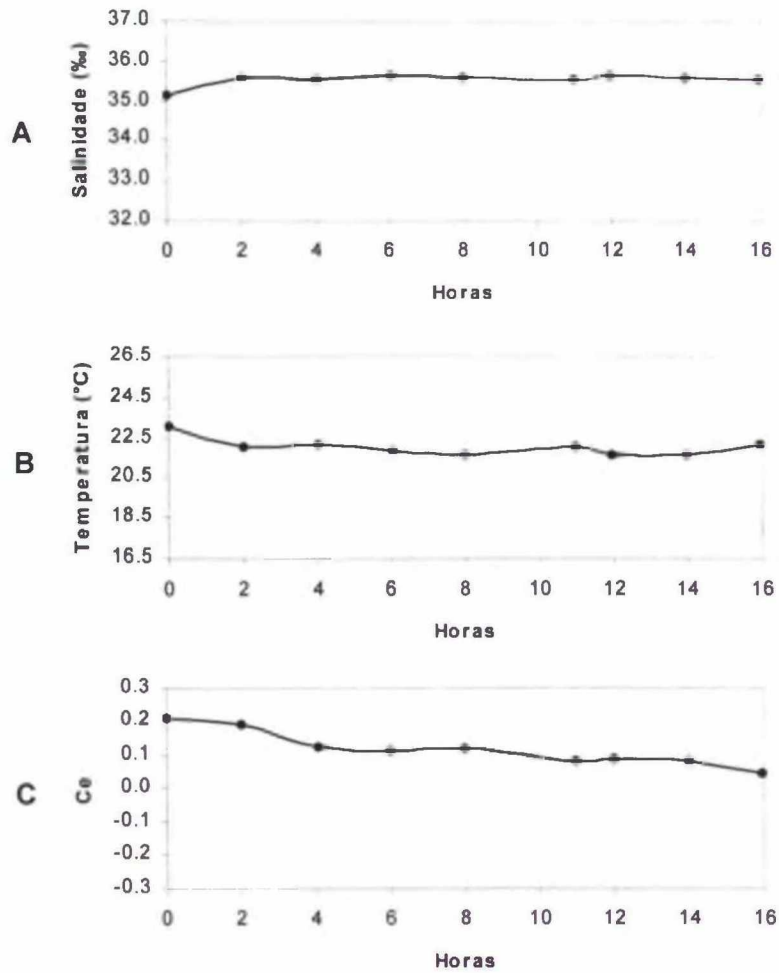 A
Salinidade (‰)
37.0
36.0
35.0
34.0
33.0
32.0
0 2 4 6 8 10 12 14 16
Horas
B
Temperatura (°C)
26.5
24.5
22.5
20.5
18.5
16.5
0 2 4 6 8 10 12 14 16
Horas
C
Ce
0.3
0.2
0.1
0.0
-0.1
-0.2
-0.3
0 2 4 6 8 10 12 14 16
Horas